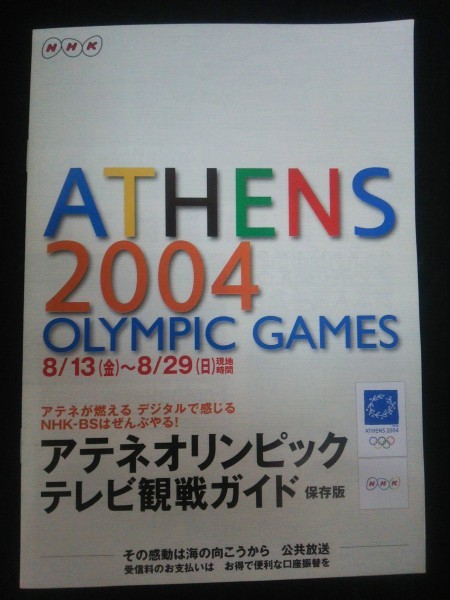 NHK
ATHENS
2004
OLYMPIC GAMES
8/13(金)～8/29(日)現地時間
アテネが燃える デジタルで感じる
NHK-BSはぜんぶやる!
アテネオリンピック
テレビ観戦ガイド 保存版
ATHENS 2004
NHK
その感動は海の向こうから 公共放送
受信料のお支払いは お得で便利な口座振替を